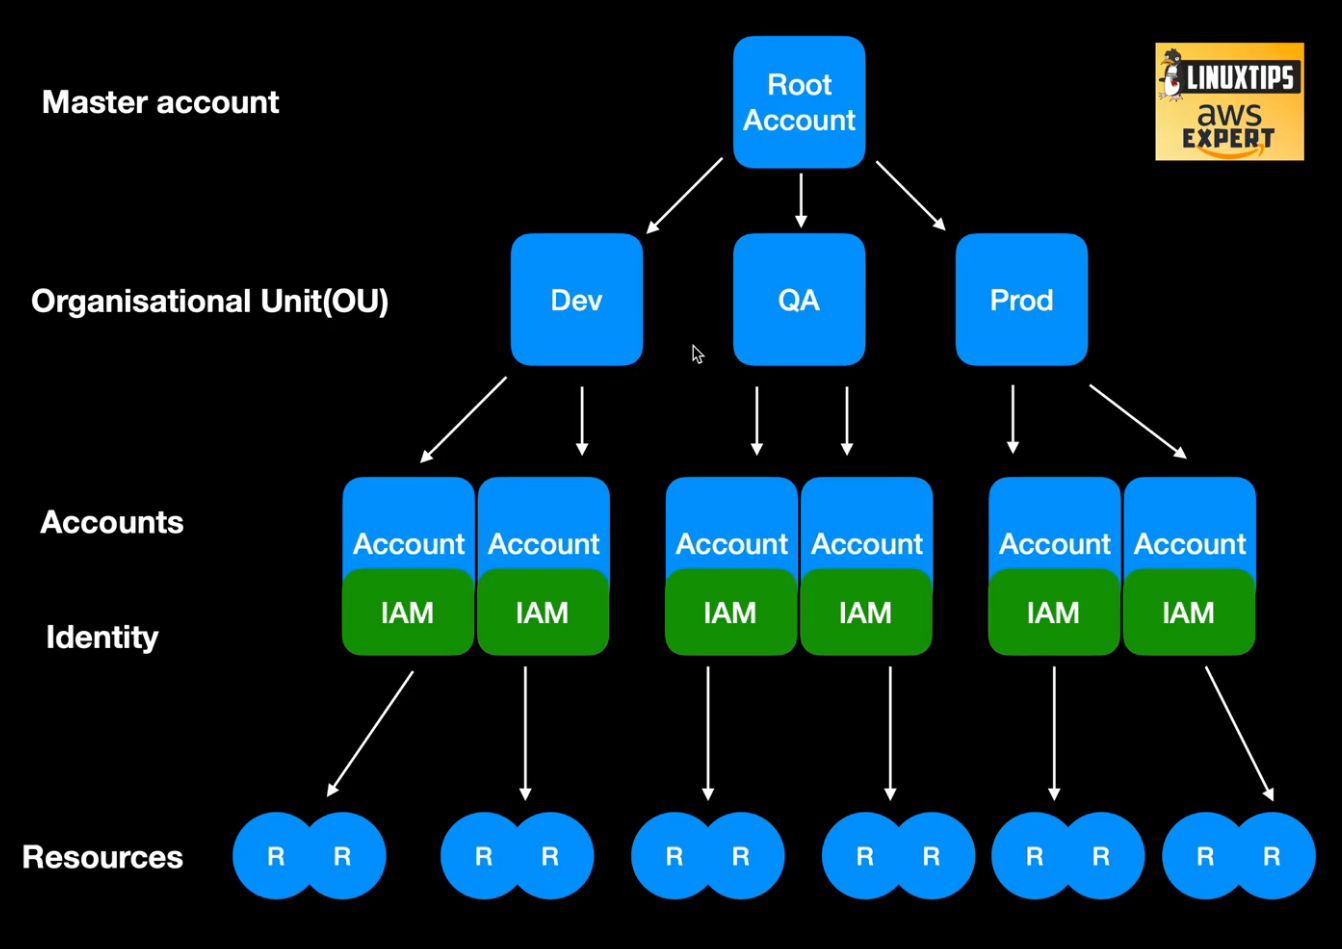 Master account
Root
Account
LINUXTIPS
aws
EXPERT
Organisational Unit(OU)
Dev
QA
Prod
Accounts
Account
Account
Account
Account
Account
Account
Identity
IAM
IAM
IAM
IAM
IAM
IAM
Resources
R
R
R
R
R
R
R
R
R
R
R
R